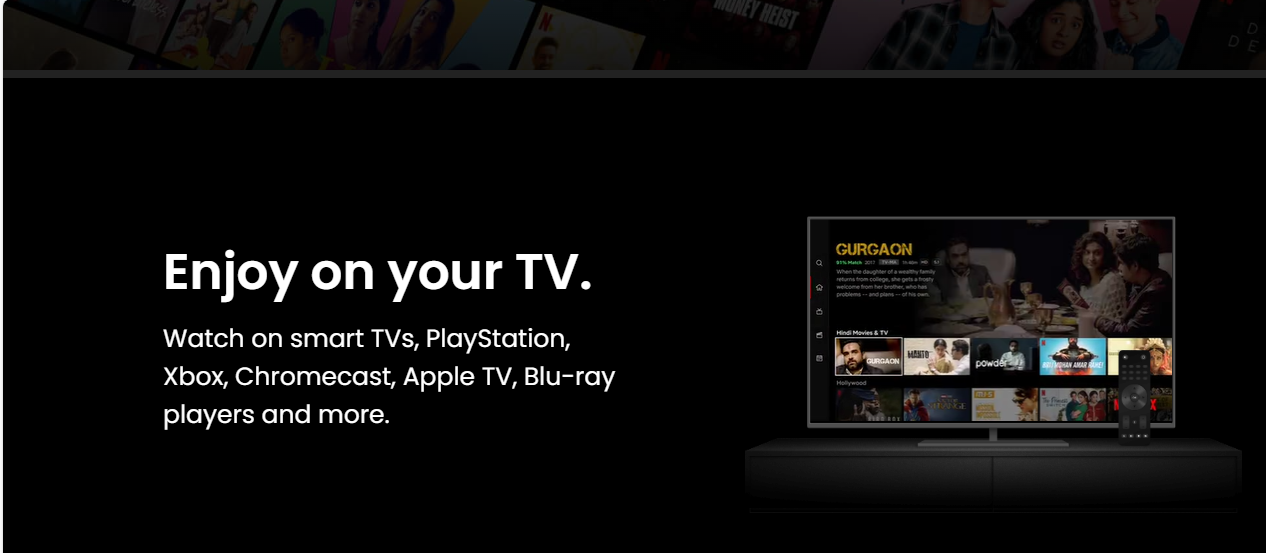 MONEY HEIST
Enjoy on your TV.
Watch on smart TVs, PlayStation,
Xbox, Chromecast, Apple TV, Blu-ray
players and more.
GURGAON
91% Match 2017 TV-MA 1h 46m HD 5.1
When the daughter of a wealthy family
returns from college, she gets a frosty
welcome from her brother, who has
problems -- and plans -- of his own.
Hindi Movies & TV
GURGAON
MANTO
powder
Hollywood